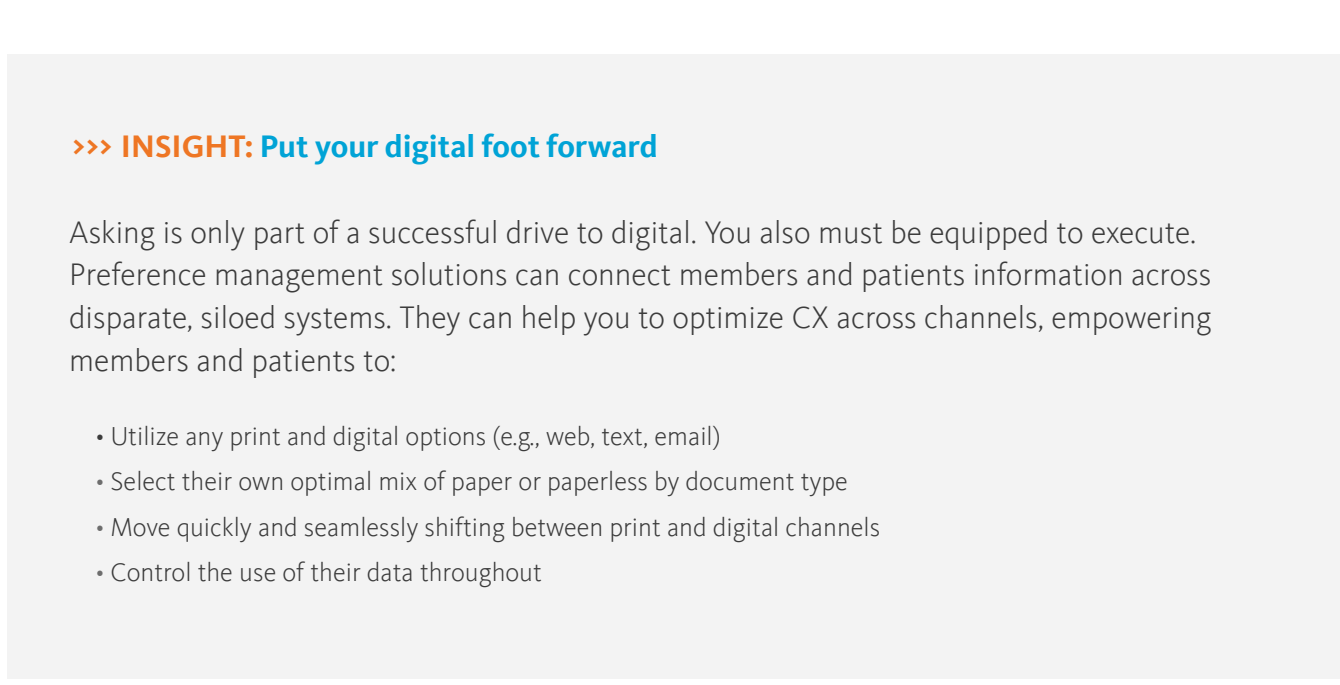 >>> INSIGHT: Put your digital foot forward
Asking is only part of a successful drive to digital. You also must be equipped to execute.
Preference management solutions can connect members and patients information across
disparate, siloed systems. They can help you to optimize CX across channels, empowering
members and patients to:
• Utilize any print and digital options (e.g., web, text, email)
• Select their own optimal mix of paper or paperless by document type
• Move quickly and seamlessly shifting between print and digital channels
• Control the use of their data throughout